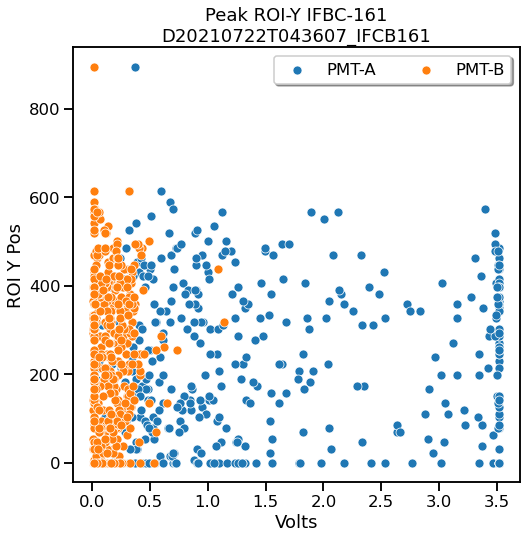 Peak ROI-Y IFBC-161
D20210722T043607_IFCB161
PMT-A PMT-B
800
600
400
200
0
ROI Y Pos
0.0 0.5 1.0 1.5 2.0 2.5 3.0 3.5
Volts